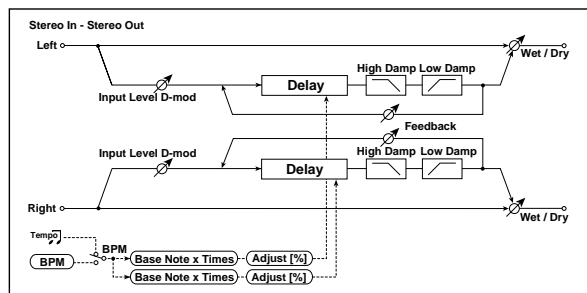 Stereo In - Stereo Out
Left
Wet / Dry
High Damp Low Damp
Delay
Input Level D-mod
Feedback
Input Level D-mod
High Damp Low Damp
Delay
Right
Wet / Dry
Tempo
BPM
BPM
Base Note x Times Adjust [%]
Base Note x Times Adjust [%]